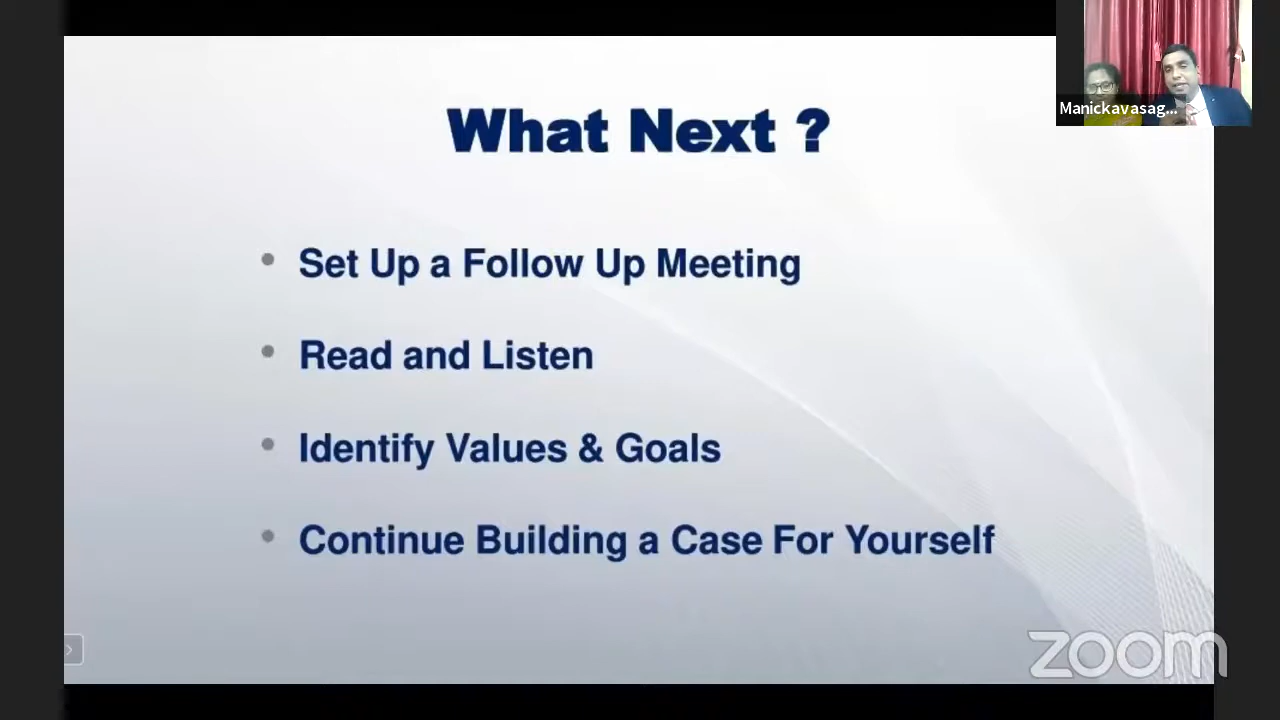 Manickavasag...
What Next ?
• Set Up a Follow Up Meeting
• Read and Listen
• Identify Values & Goals
• Continue Building a Case For Yourself
zoom